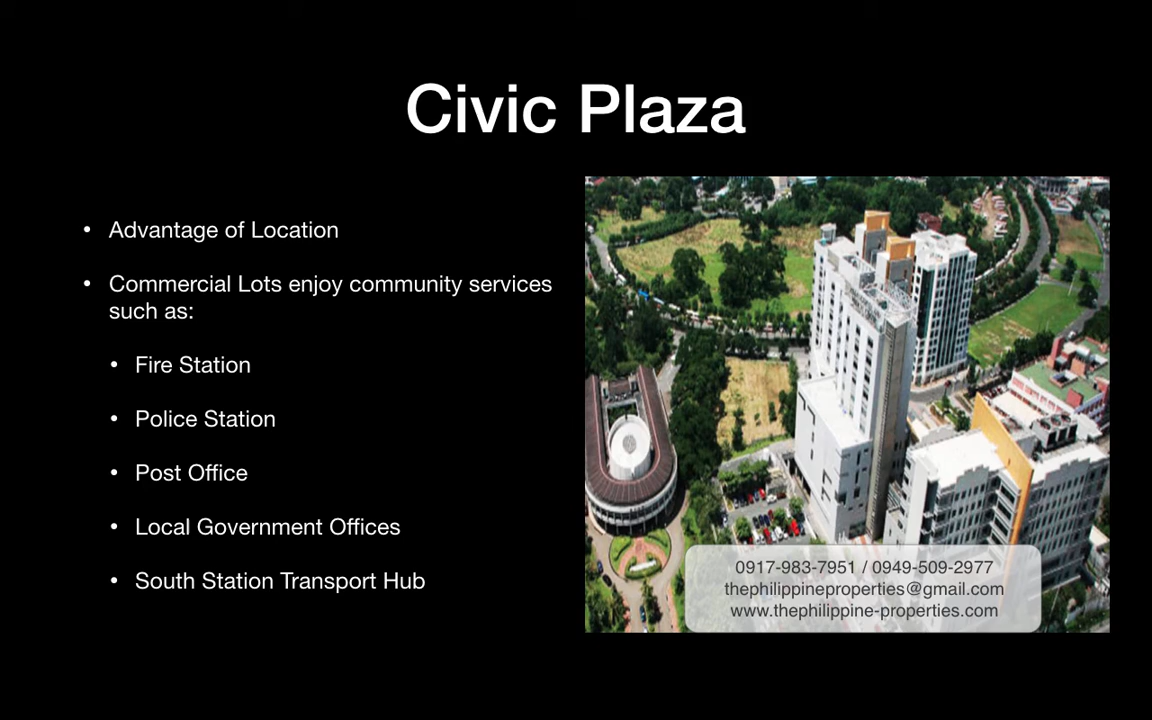 Civic Plaza
• Advantage of Location
• Commercial Lots enjoy community services
such as:
• Fire Station
• Police Station
• Post Office
• Local Government Offices
• South Station Transport Hub
0917-983-7951 / 0949-509-2977
thephilippineproperties@gmail.com
www.thephilippine-properties.com